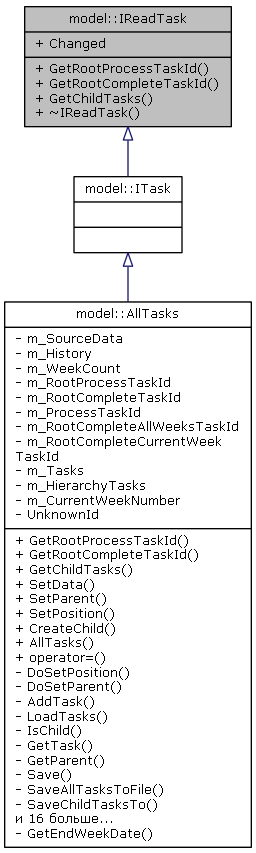 model::IReadTask
+ Changed
+ GetRootProcessTaskId()
+ GetRootCompleteTaskId()
+ GetChildTasks()
+ ~IReadTask()
model::ITask
model::AllTasks
- m_SourceData
- m_History
- m_WeekCount
- m_RootProcessTaskId
- m_RootCompleteTaskId
- m_ProcessTaskId
- m_RootCompleteAllWeeksTaskId
- m_RootCompleteCurrentWeek
TaskId
- m_Tasks
- m_HierarchyTasks
- m_CurrentWeekNumber
- UnknownId
+ GetRootProcessTaskId()
+ GetRootCompleteTaskId()
+ GetChildTasks()
+ SetData()
+ SetParent()
+ SetPosition()
+ CreateChild()
+ AllTasks()
+ operator=()
- DoSetPosition()
- DoSetParent()
- AddTask()
- LoadTasks()
- IsChild()
- GetTask()
- GetParent()
- Save()
- SaveAllTasksToFile()
- SaveChildTasksTo()
и 16 больше...
- GetEndWeekDate()